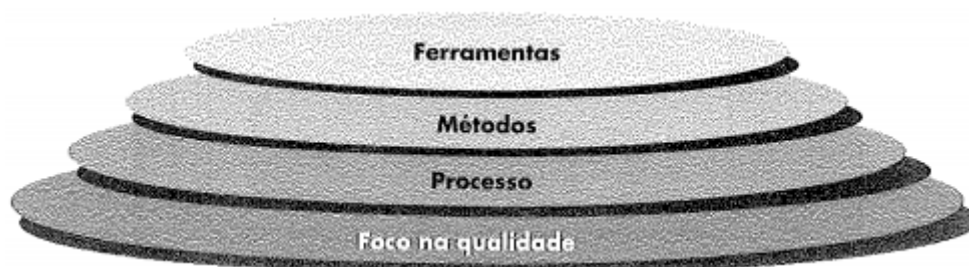 Ferramentas
Métodos
Processo
Foco na qualidade